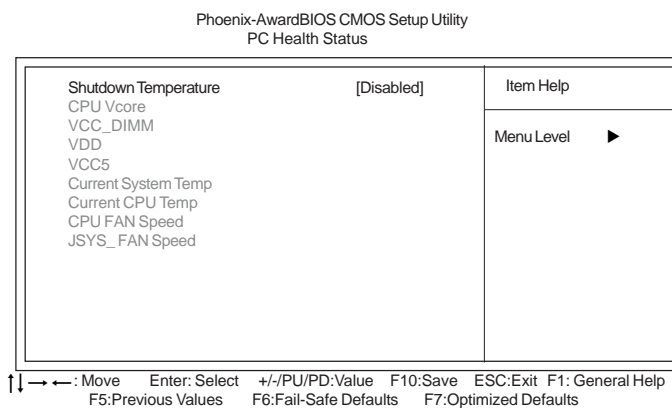 Phoenix-AwardBIOS CMOS Setup Utility
PC Health Status
Shutdown Temperature [Disabled] Item Help
CPU Vcore
VCC_DIMM
VDD Menu Level ▶
VCC5
Current System Temp
Current CPU Temp
CPU FAN Speed
JSYS_ FAN Speed
↑↓→←: Move Enter: Select +/-/PU/PD:Value F10:Save ESC:Exit F1: General Help
F5:Previous Values F6:Fail-Safe Defaults F7:Optimized Defaults